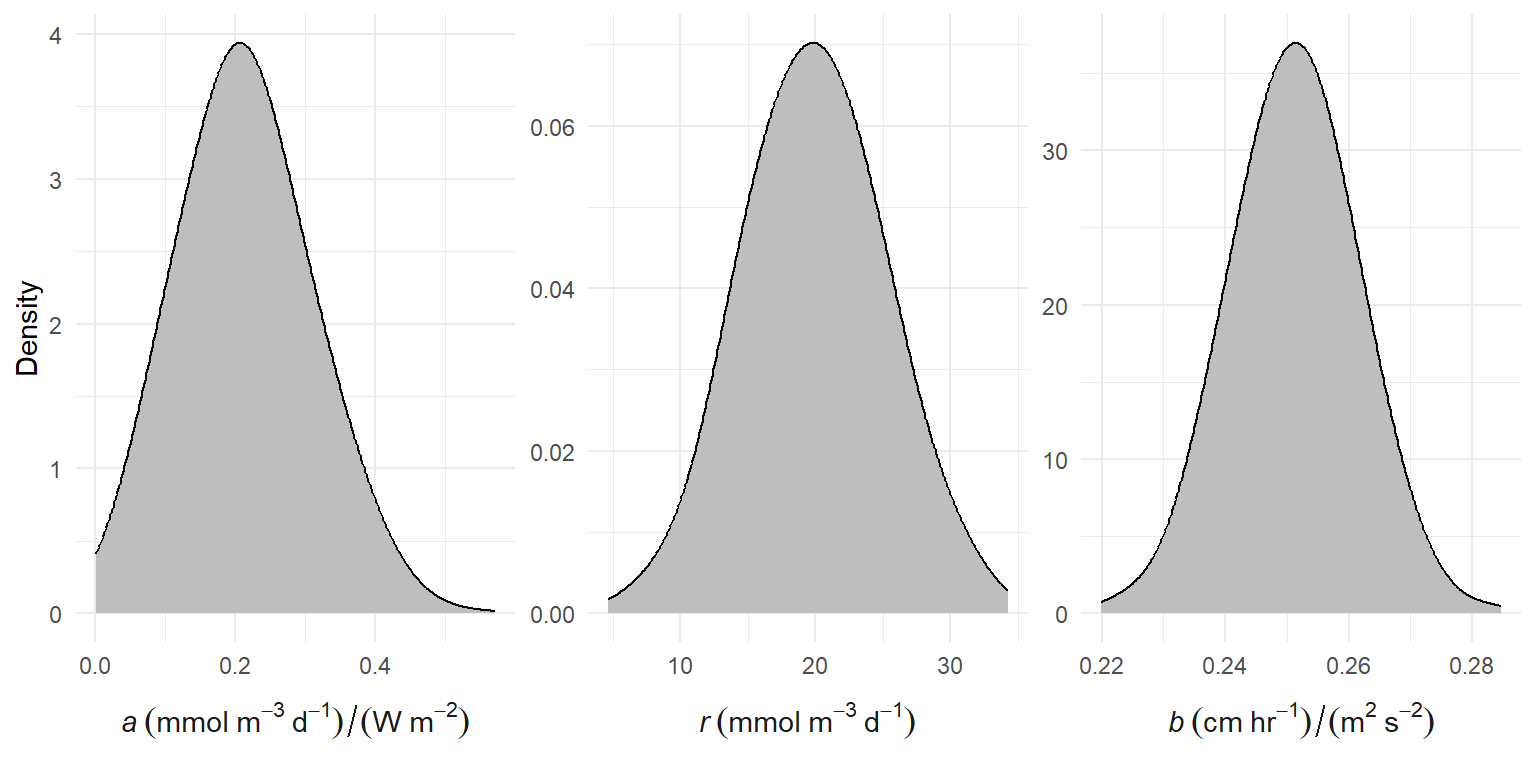 Density
4
3
2
1
0
0.0 0.2 0.4
a (mmol m⁻³ d⁻¹)/(W m⁻²)
0.06
0.04
0.02
0.00
10 20 30
r (mmol m⁻³ d⁻¹)
30
20
10
0
0.22 0.24 0.26 0.28
b (cm hr⁻¹)/(m² s⁻²)